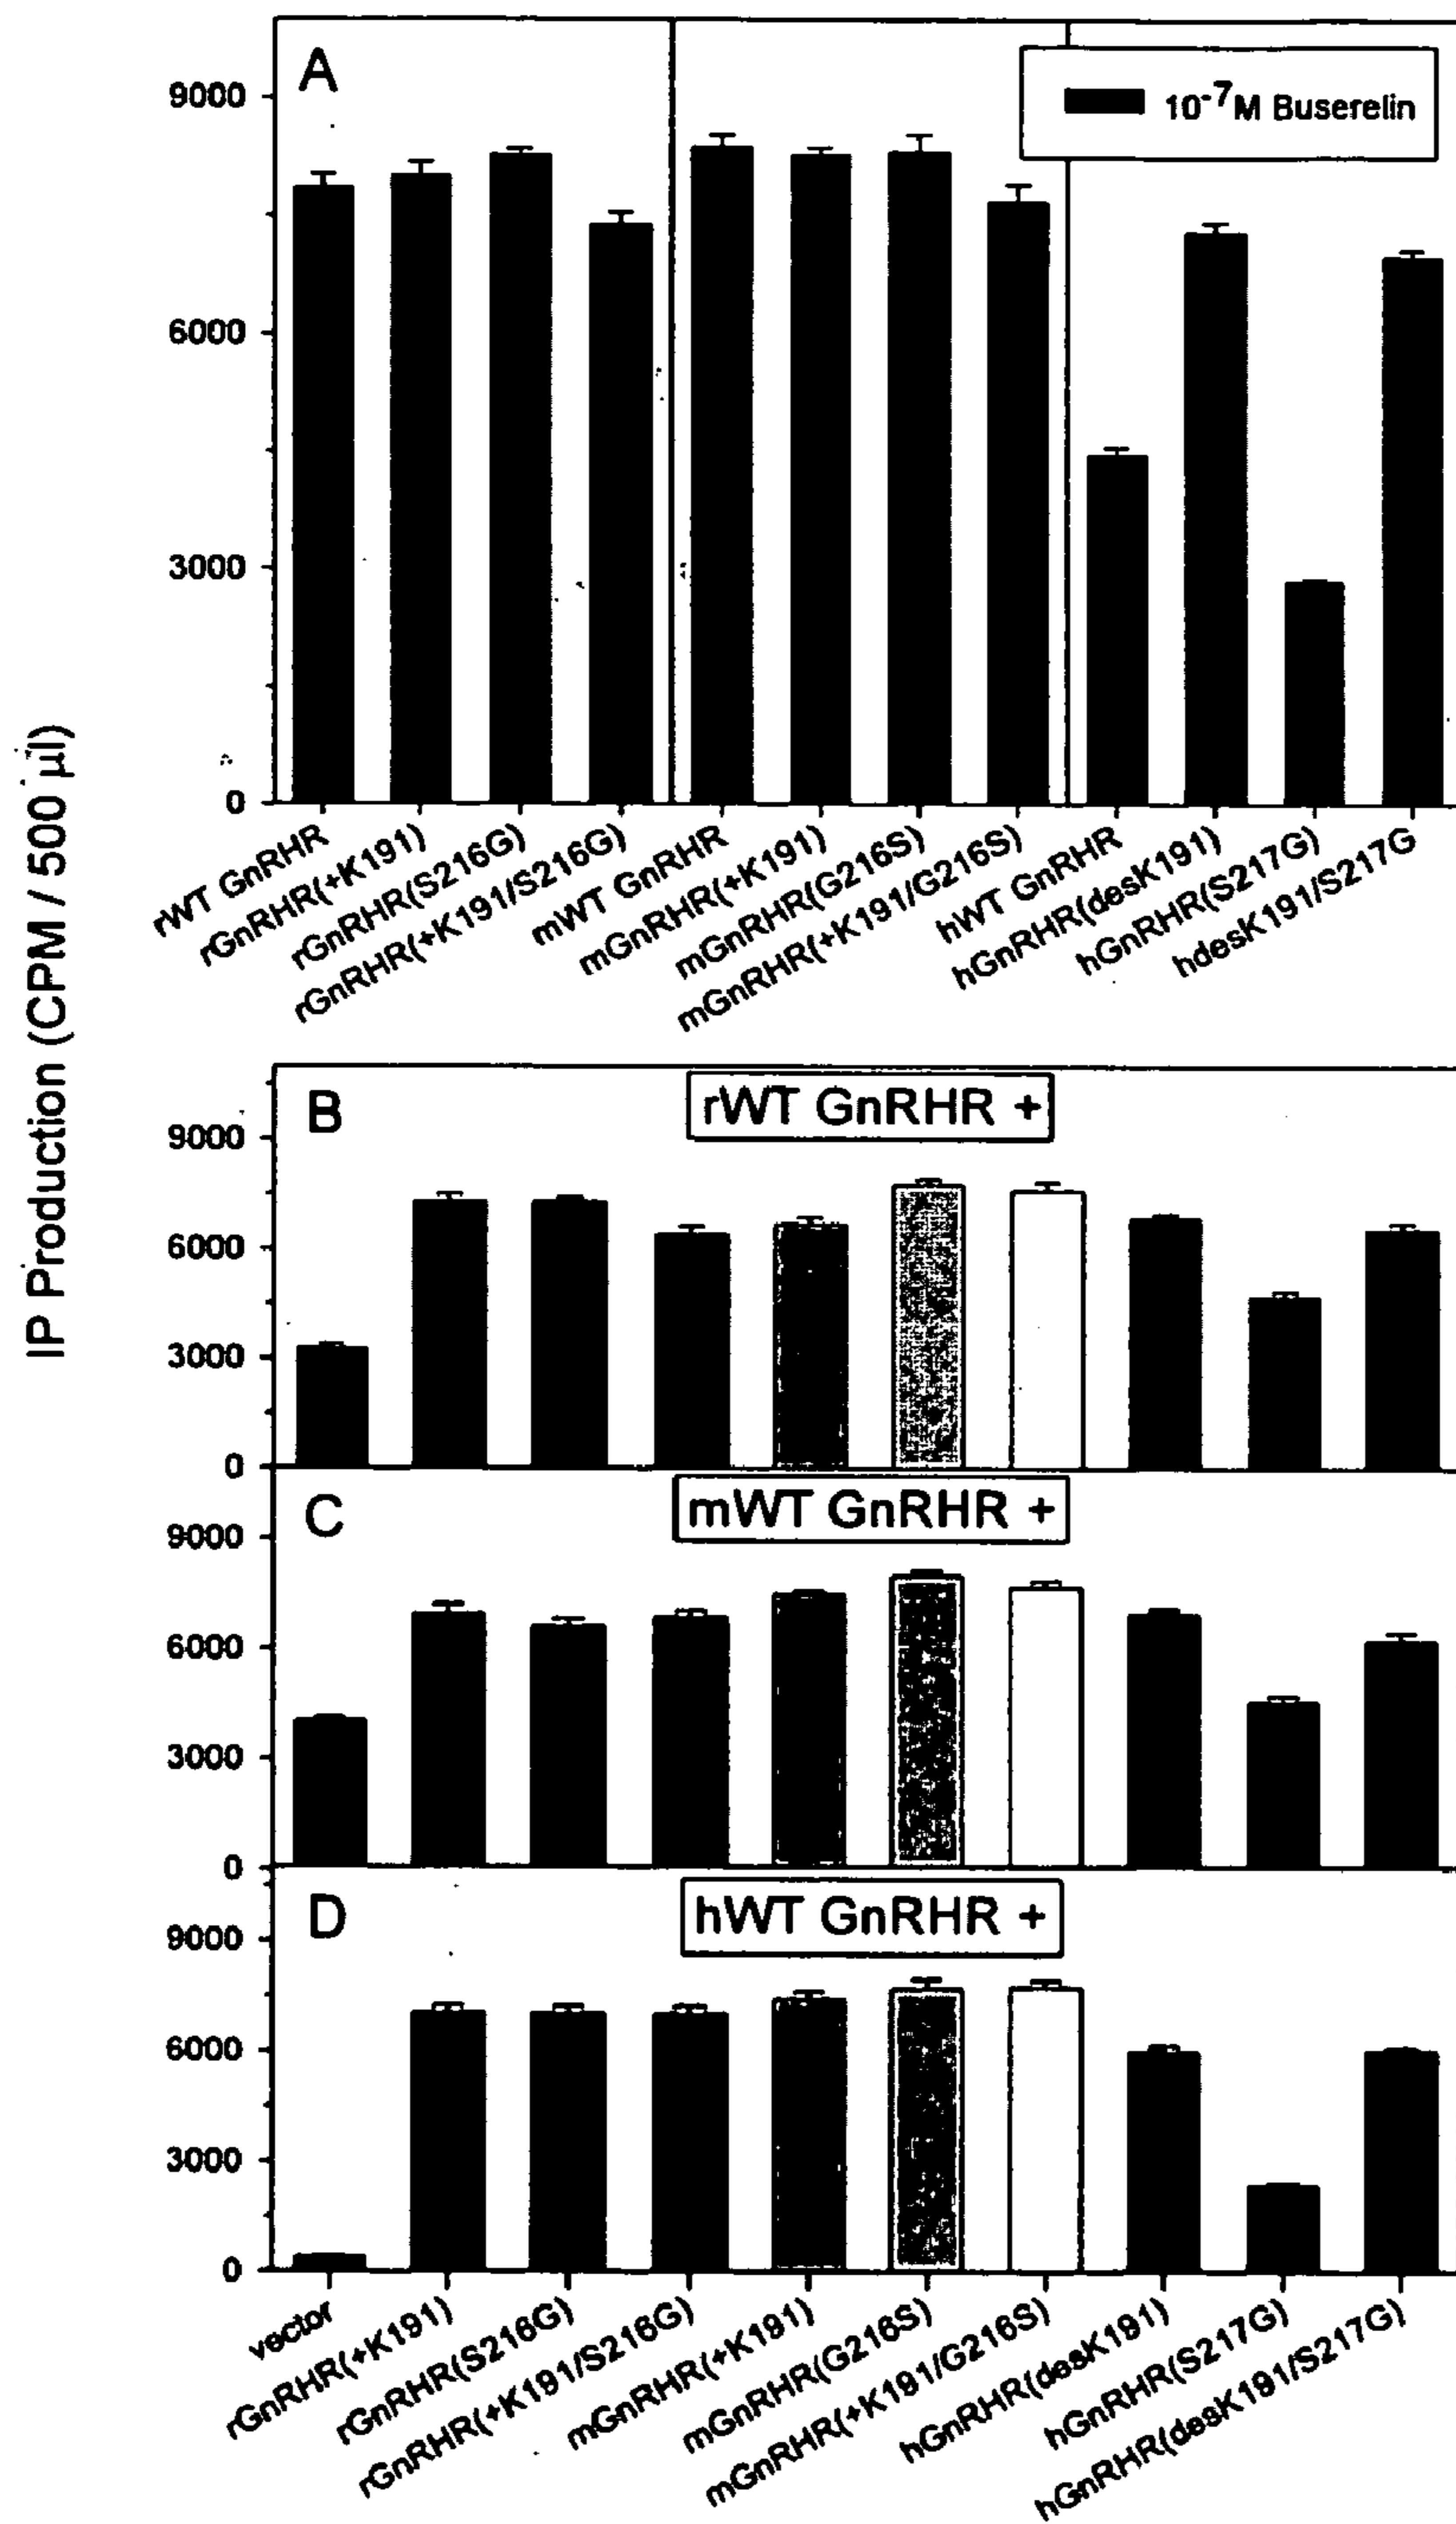 A
10-7M Buserelin
9000
6000
3000
0
rWT GnRHR
rGnRHR(+K191)
rGnRHR(S216G)
rGnRHR(+K191/S216G)
mWT GnRHR
mGnRHR(+K191)
mGnRHR(G216S)
mGnRHR(+K191/G216S)
hWT GnRHR
hGnRHR(desK191)
hGnRHR(S217G)
hdesK191/S217G
IP Production (CPM / 500 µl)
B
rWT GnRHR +
9000
6000
3000
0
C
mWT GnRHR +
9000
6000
3000
0
D
hWT GnRHR +
9000
6000
3000
0
vector
rGnRHR(+K191)
rGnRHR(S216G)
rGnRHR(+K191/S216G)
mGnRHR(+K191)
mGnRHR(G216S)
mGnRHR(+K191/G216S)
hGnRHR(desK191)
hGnRHR(S217G)
hGnRHR(desK191/S217G)